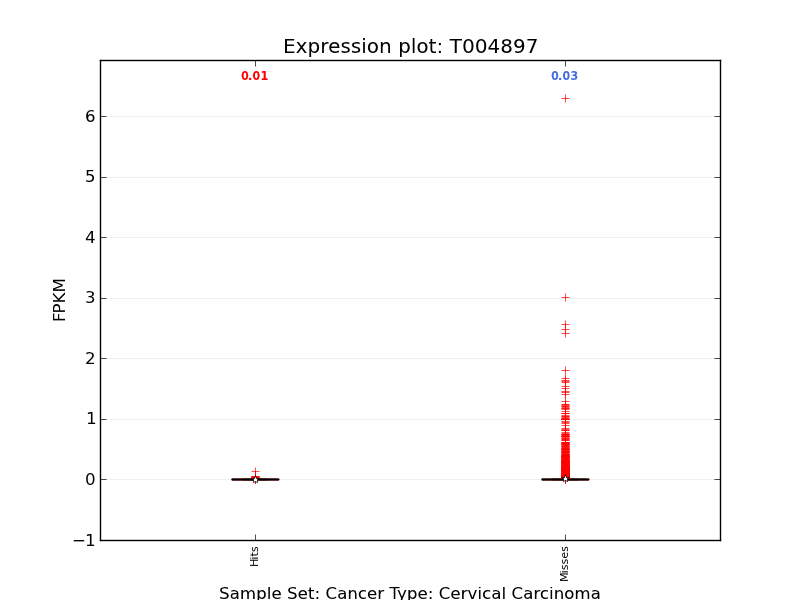 Expression plot: T004897
0.01
0.03
6
5
4
3
2
1
0
−1
FPKM
Hits
Misses
Sample Set: Cancer Type: Cervical Carcinoma